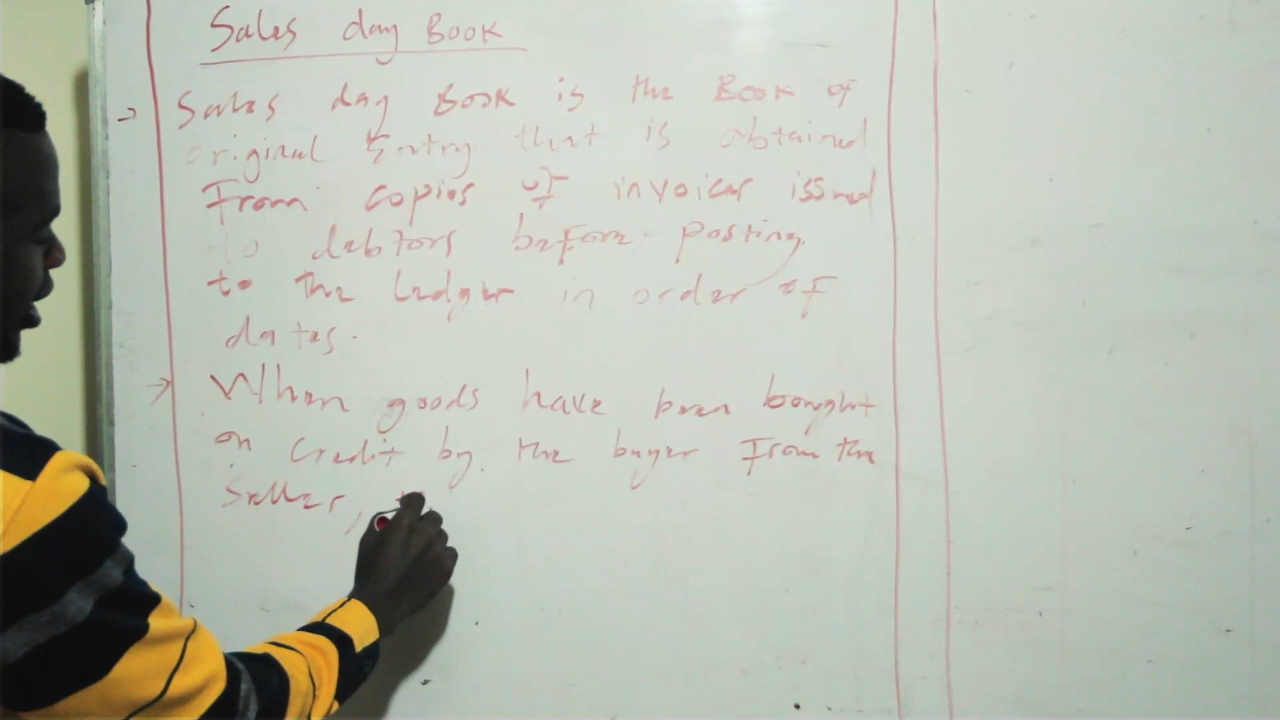 Sales day Book
→ Sales day Book is the Book of
original Entry that is obtained
From copies of invoices issued
to debtors before posting
to the Ledger in order of
dates.
→ When goods have been bought
on Credit by the buyer From the
Seller,